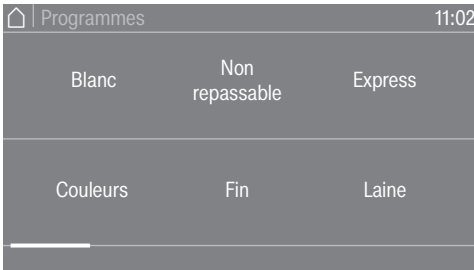 Programmes 11:02
Blanc
Non
repassable
Express
Couleurs
Fin
Laine